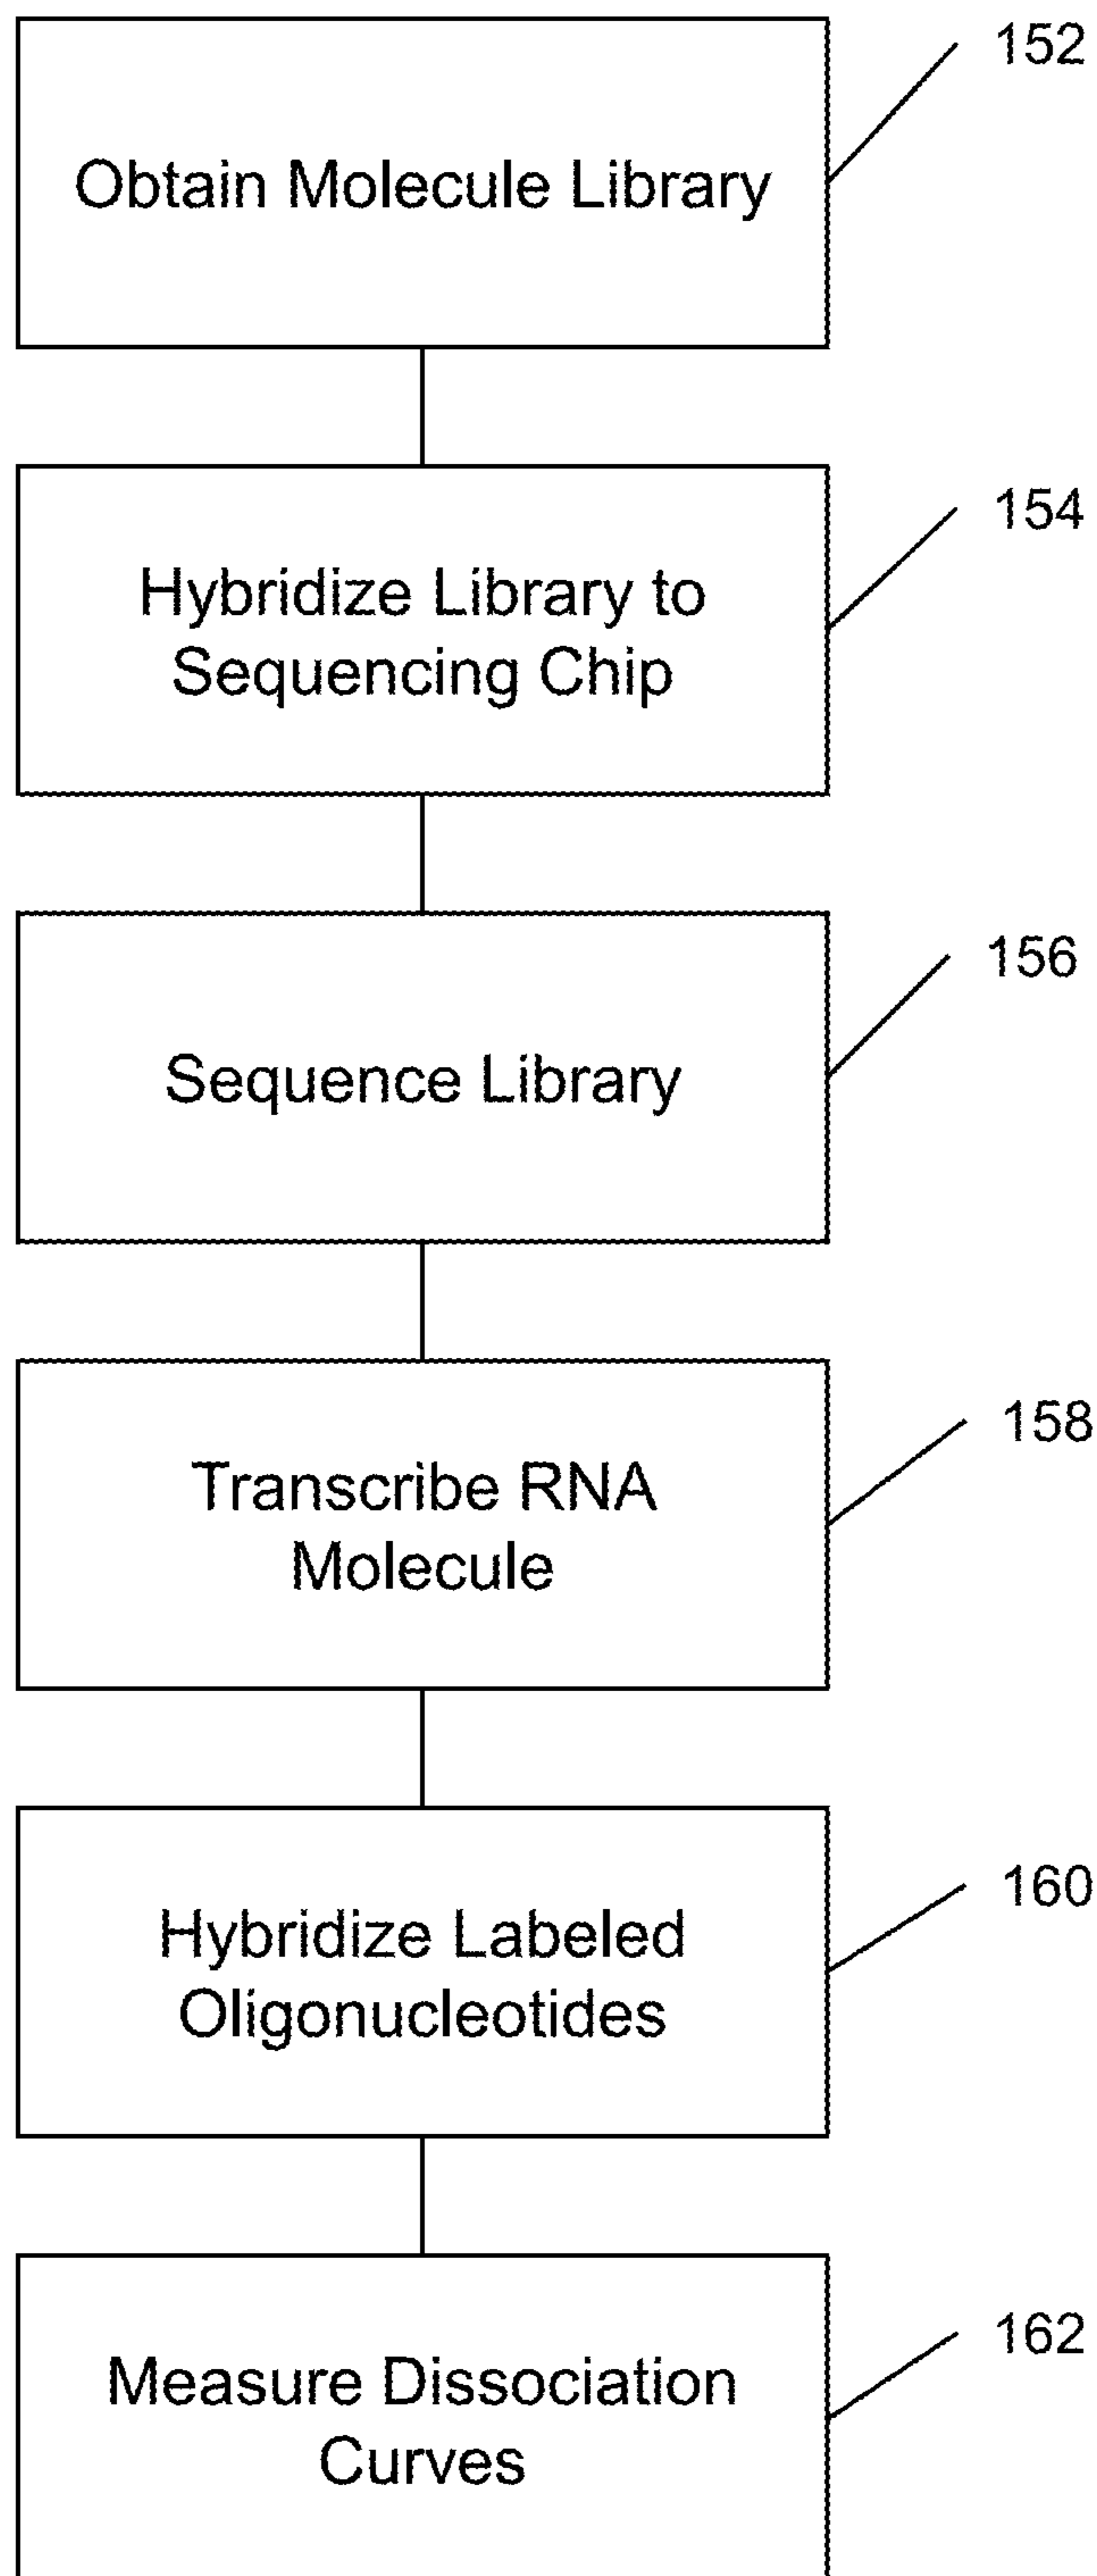 152
Obtain Molecule Library
154
Hybridize Library to
Sequencing Chip
156
Sequence Library
158
Transcribe RNA
Molecule
160
Hybridize Labeled
Oligonucleotides
162
Measure Dissociation
Curves